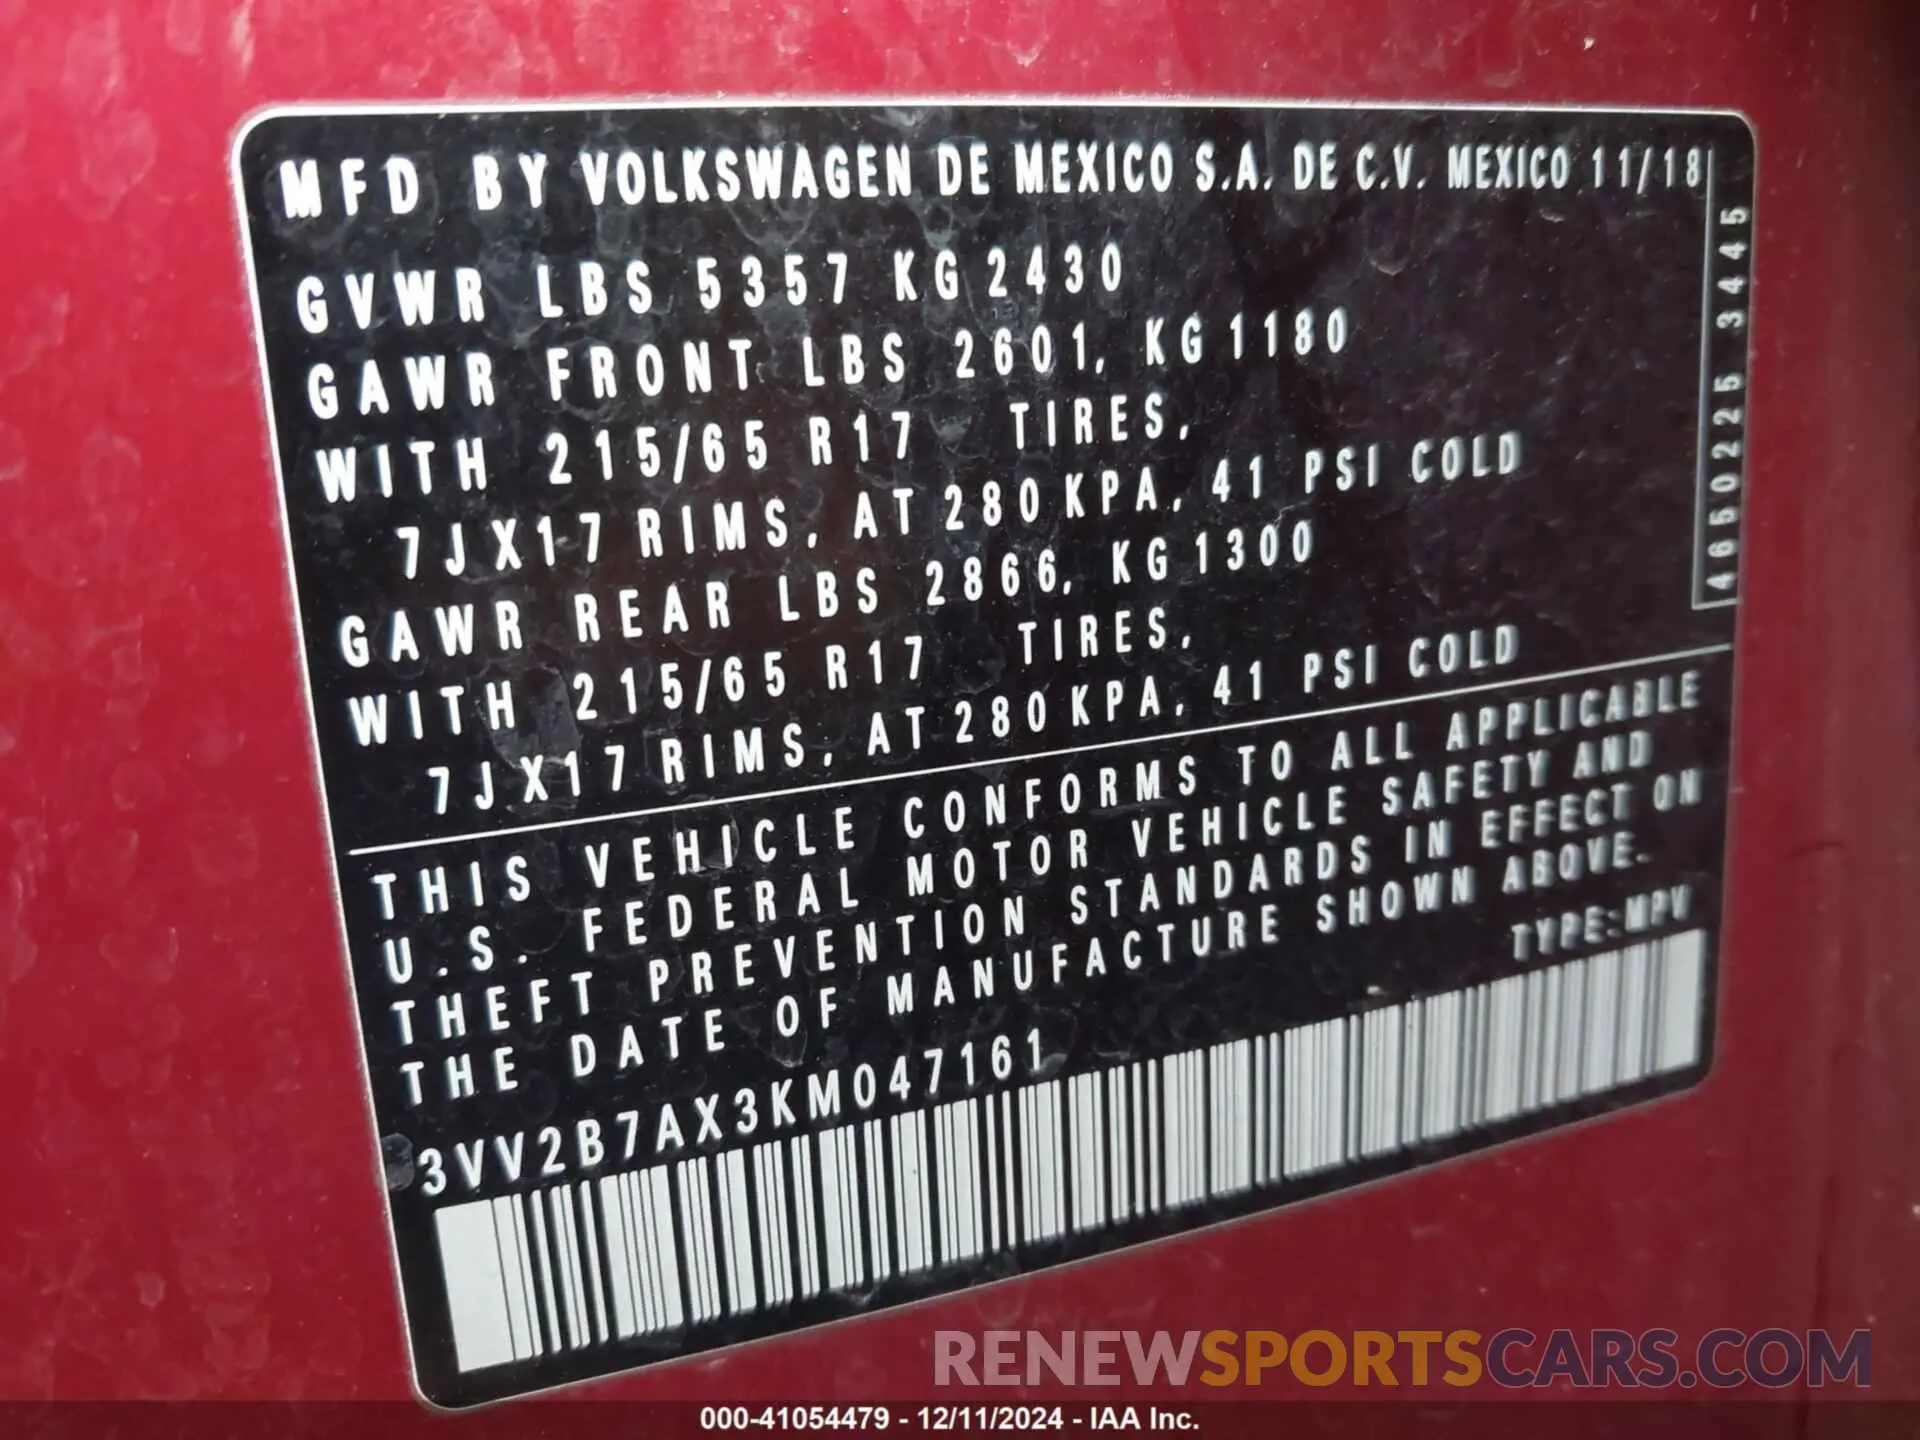 MFD BY VOLKSWAGEN DE MEXICO S.A. DE C.V. MEXICO 11/18
GVWR LBS 5357 KG 2430
GAWR FRONT LBS 2601, KG 1180
WITH 215/65 R17 TIRES,
7JX17 RIMS, AT 280 KPA, 41 PSI COLD
GAWR REAR LBS 2866, KG 1300
WITH 215/65 R17 TIRES,
7JX17 RIMS, AT 280 KPA, 41 PSI COLD
4650225 3445
THIS VEHICLE CONFORMS TO ALL APPLICABLE
U.S. FEDERAL MOTOR VEHICLE SAFETY AND
THEFT PREVENTION STANDARDS IN EFFECT ON
THE DATE OF MANUFACTURE SHOWN ABOVE.
TYPE:MPV
3VV2B7AX3KM047161
RENEWSPORTSCARS.COM
000-41054479 - 12/11/2024 - IAA Inc.